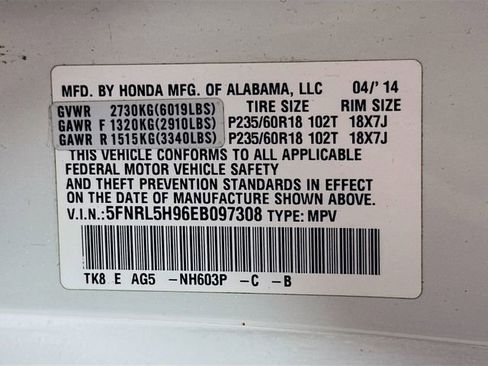 MFD. BY HONDA MFG. OF ALABAMA, LLC 04/'14
GVWR 2730KG(6019LBS) TIRE SIZE RIM SIZE
GAWR F 1320KG(2910LBS) P235/60R18 102T 18X7J
GAWR R 1515KG(3340LBS) P235/60R18 102T 18X7J
THIS VEHICLE CONFORMS TO ALL APPLICABLE
FEDERAL MOTOR VEHICLE SAFETY
AND THEFT PREVENTION STANDARDS IN EFFECT
ON THE DATE OF MANUFACTURE SHOWN ABOVE.
V.I.N.:5FNRL5H96EB097308 TYPE: MPV
TK8 E AG5 -NH603P -C -B